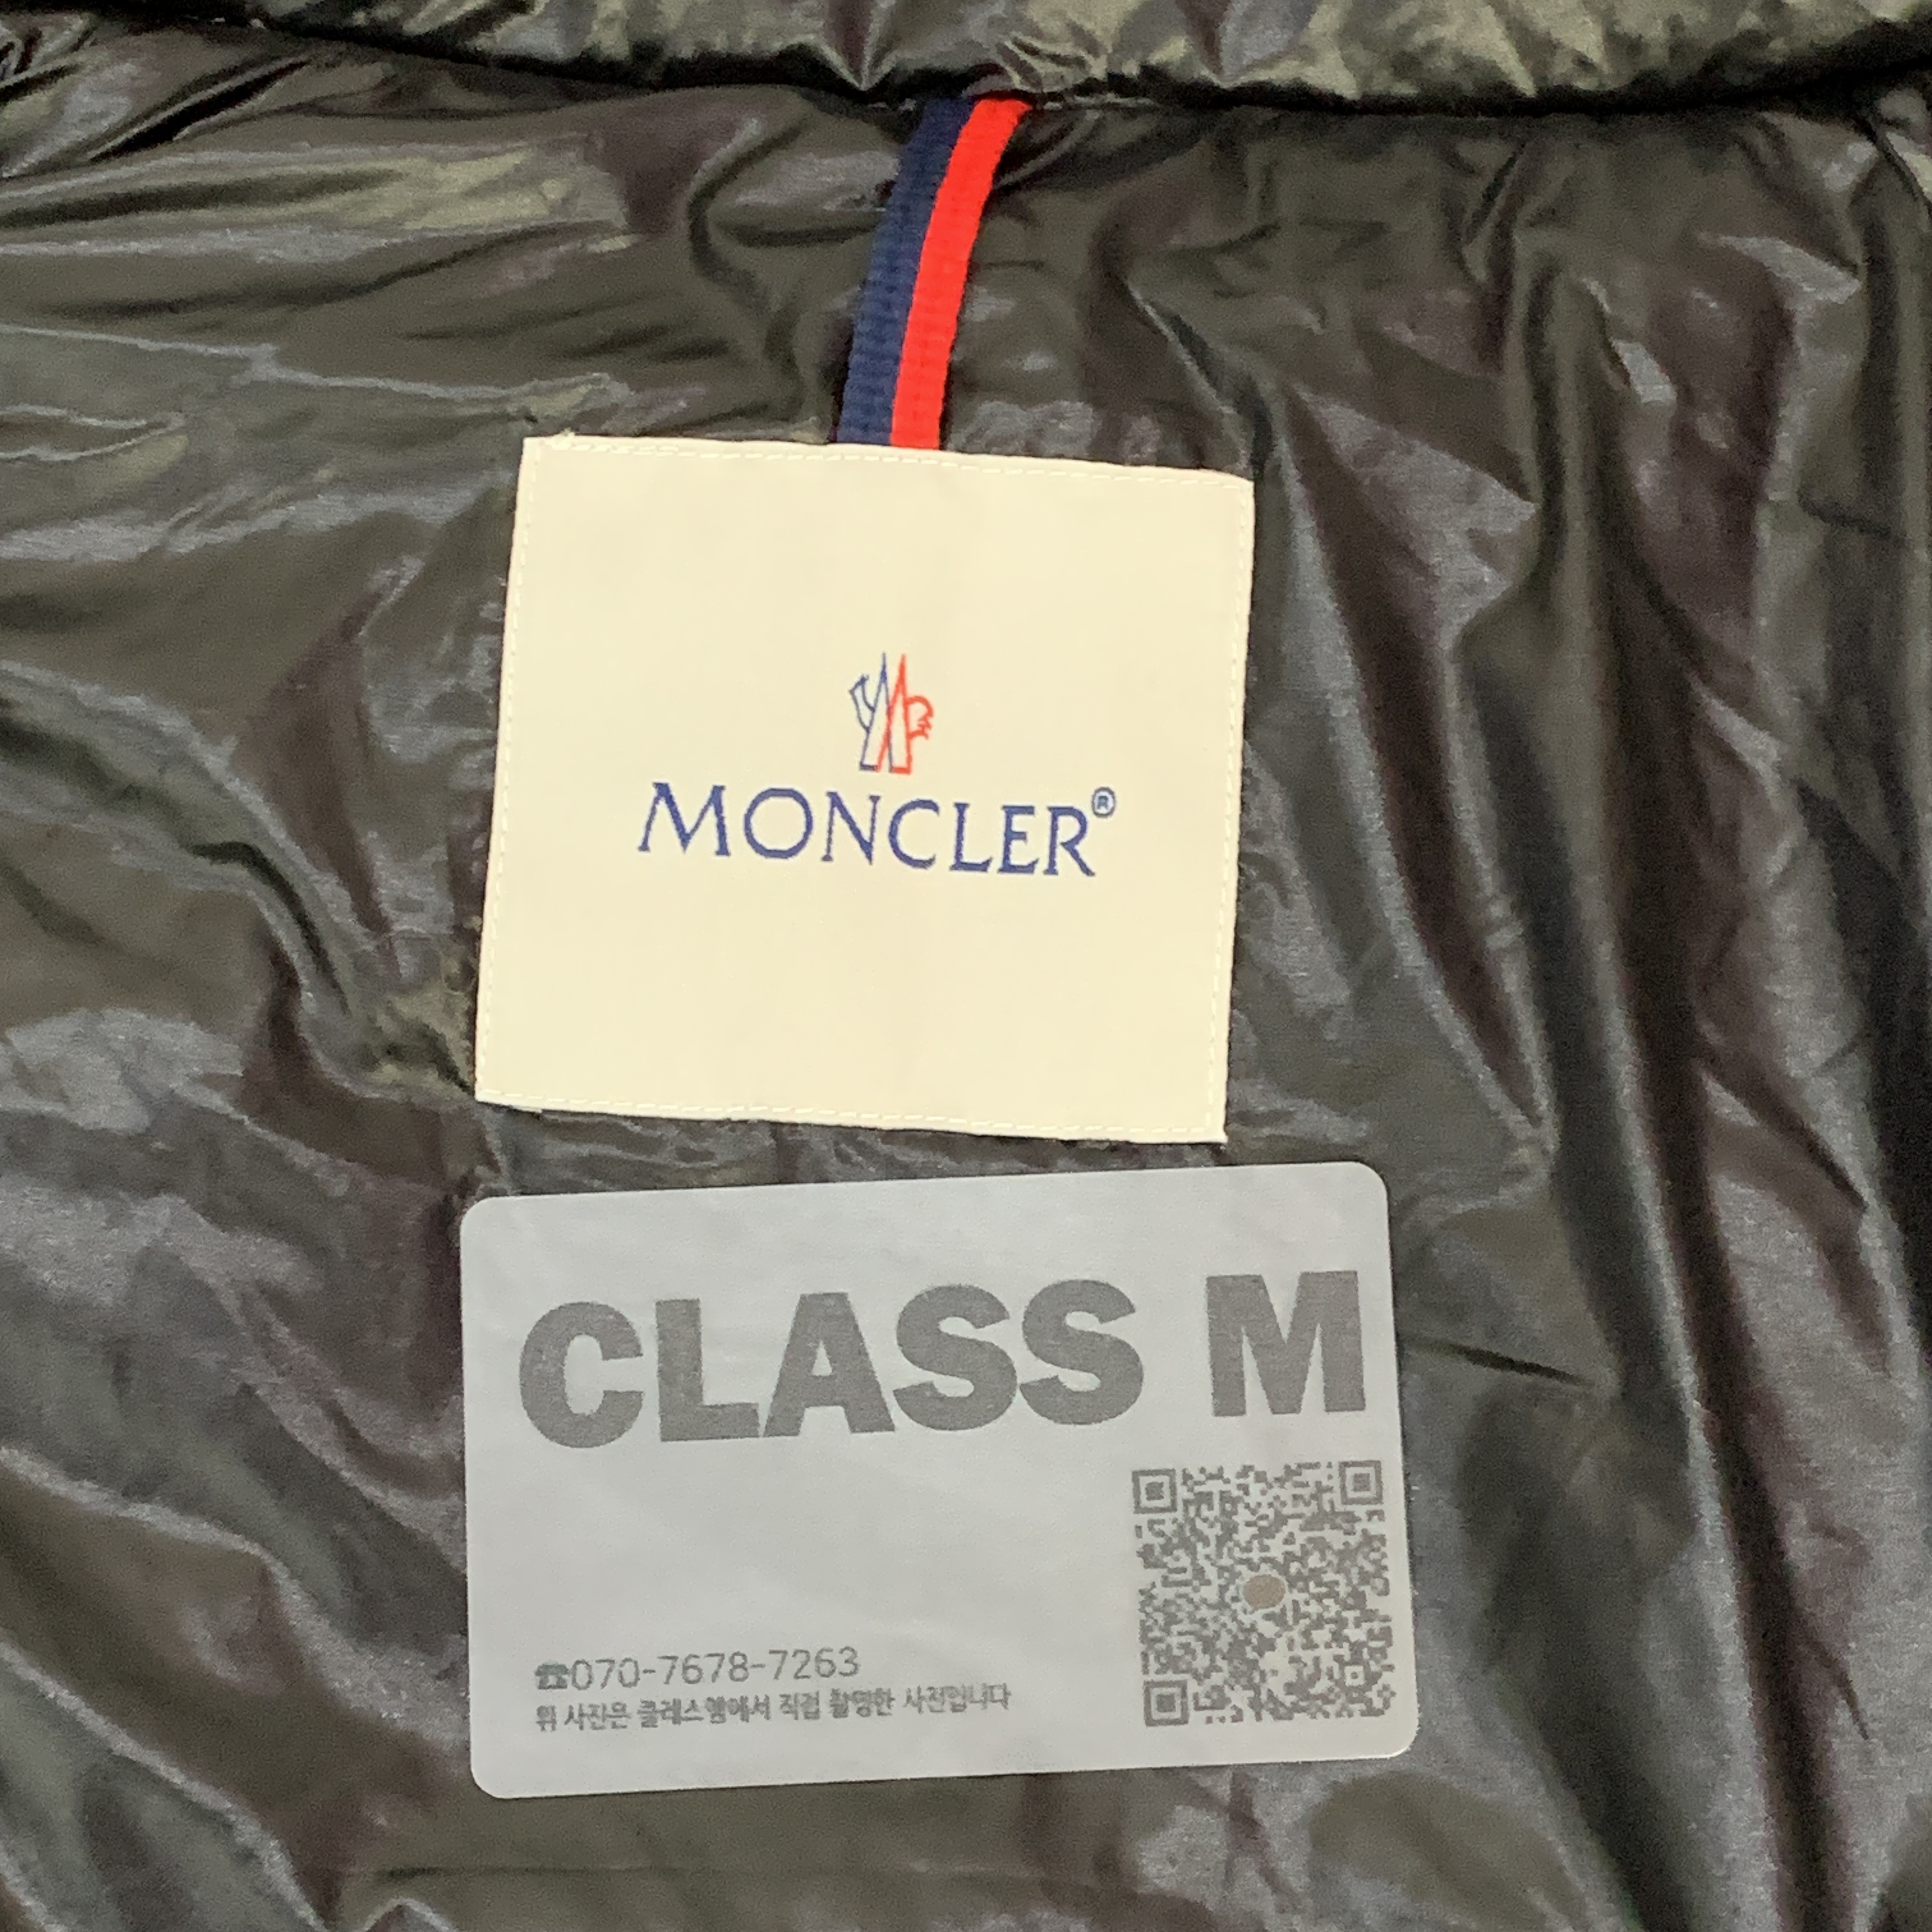 MONCLER®
CLASS M
☎070-7678-7263
위 사진은 클래스엠에서 직접 촬영한 사진입니다